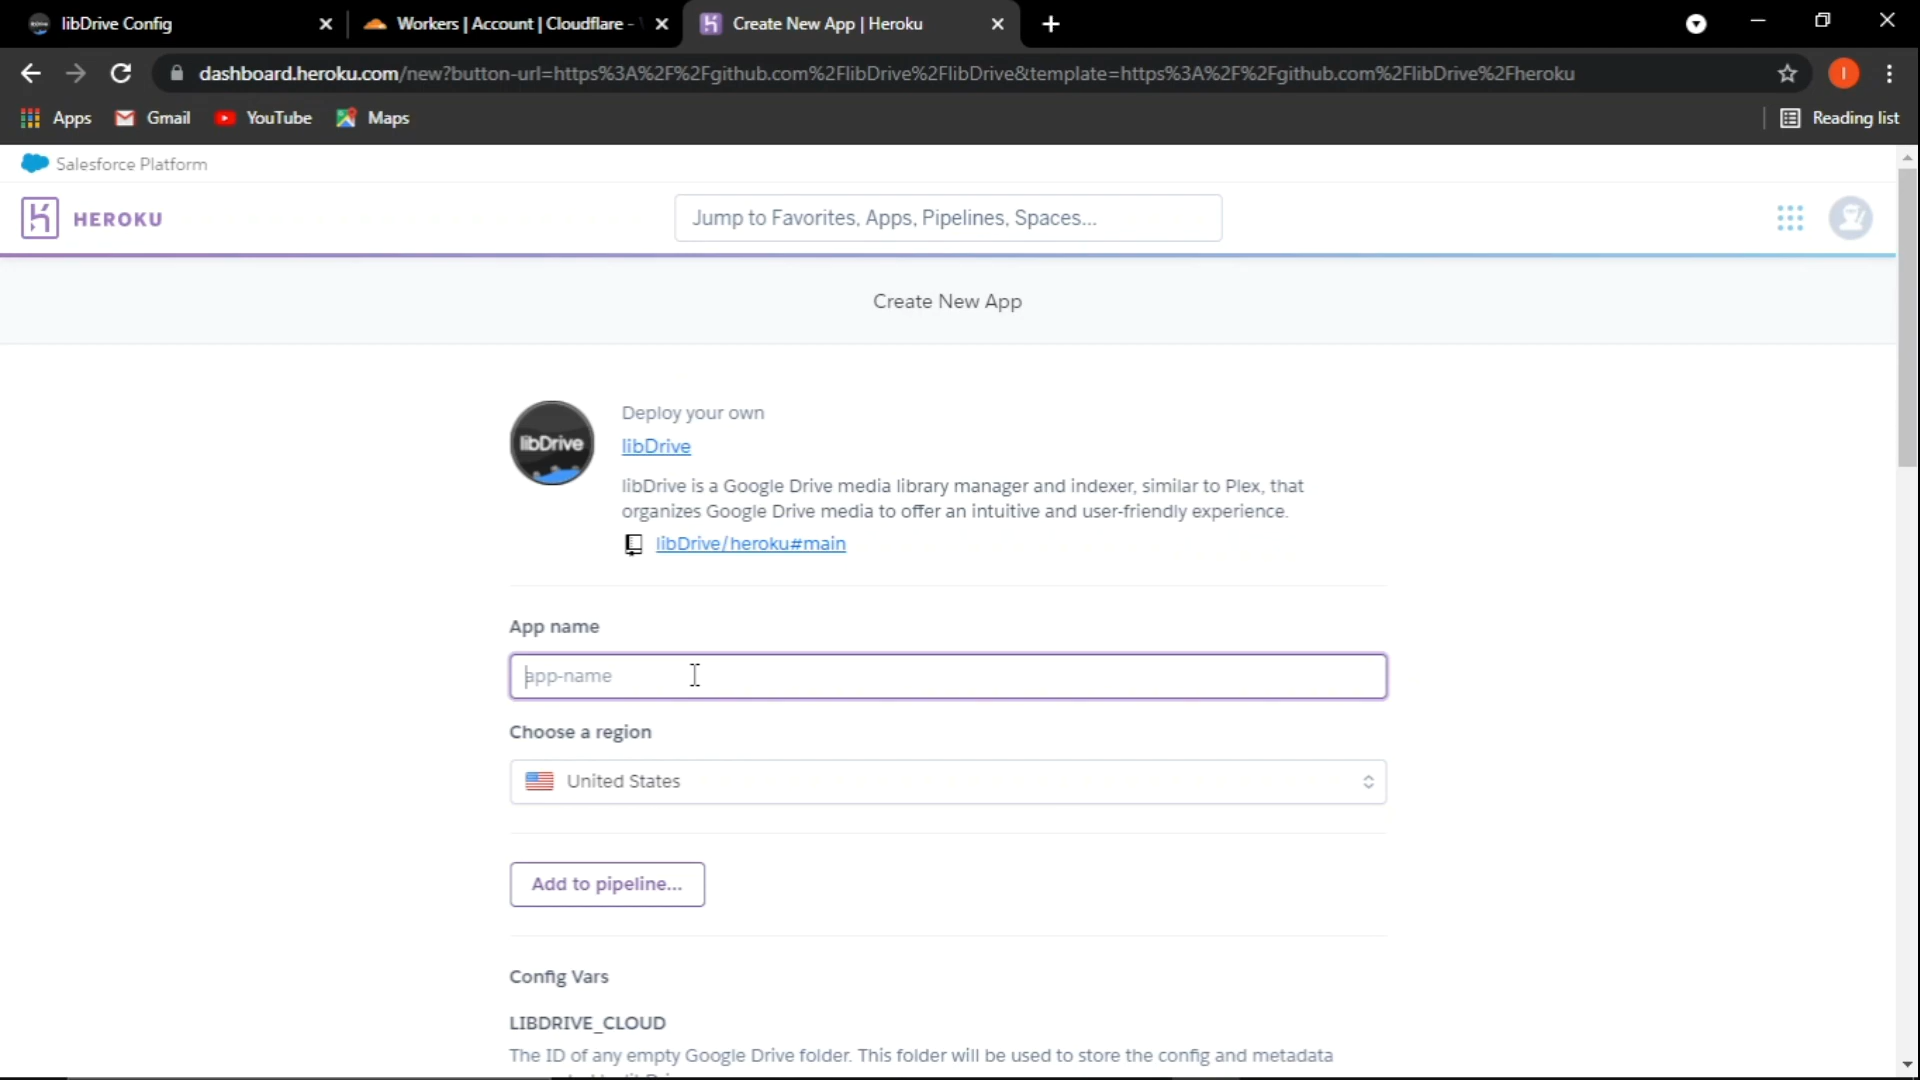 libDrive Config
Workers | Account | Cloudflare -
Create New App | Heroku
dashboard.heroku.com/new?button-url=https%3A%2F%2Fgithub.com%2FlibDrive%2FlibDrive&template=https%3A%2F%2Fgithub.com%2FlibDrive%2Fheroku
I
Apps
Gmail
YouTube
Maps
Reading list
Salesforce Platform
HEROKU
Jump to Favorites, Apps, Pipelines, Spaces...
Create New App
libDrive
Deploy your own
libDrive
libDrive is a Google Drive media library manager and indexer, similar to Plex, that
organizes Google Drive media to offer an intuitive and user-friendly experience.
libDrive/heroku#main
App name
app-name
Choose a region
United States
Add to pipeline...
Config Vars
LIBDRIVE_CLOUD
The ID of any empty Google Drive folder. This folder will be used to store the config and metadata